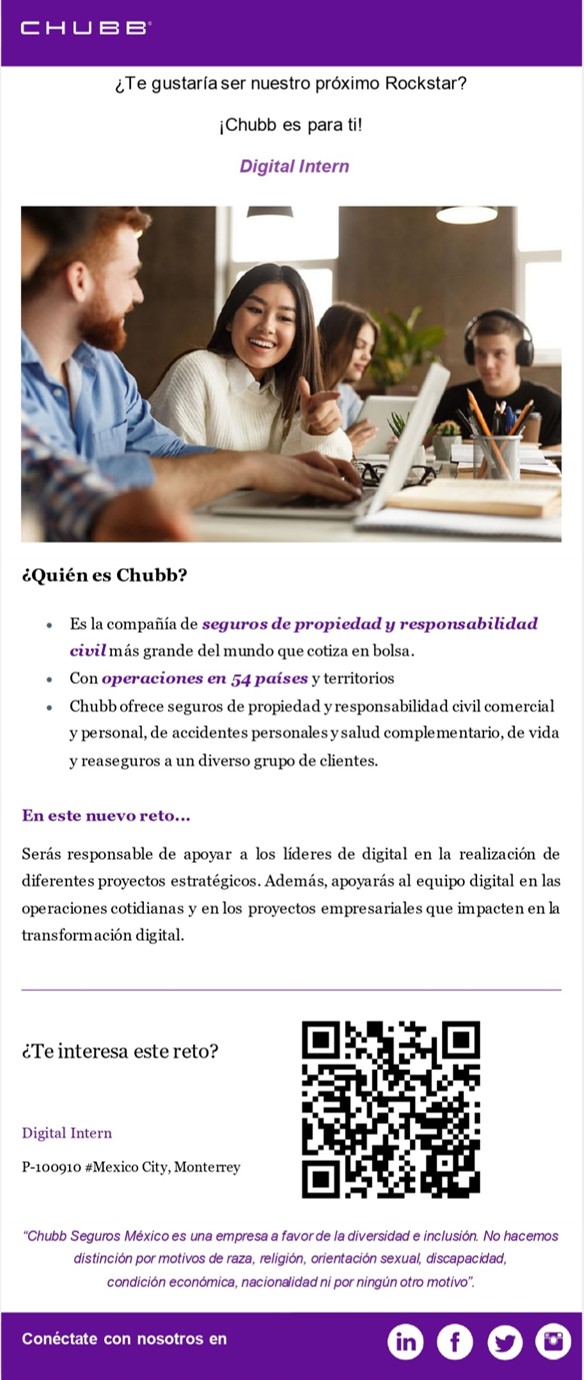 CHUBB®
¿Te gustaría ser nuestro próximo Rockstar?
¡Chubb es para ti!
Digital Intern
¿Quién es Chubb?
• Es la compañía de seguros de propiedad y responsabilidad
civil más grande del mundo que cotiza en bolsa.
• Con operaciones en 54 países y territorios
• Chubb ofrece seguros de propiedad y responsabilidad civil comercial
y personal, de accidentes personales y salud complementario, de vida
y reaseguros a un diverso grupo de clientes.
En este nuevo reto...
Serás responsable de apoyar a los líderes de digital en la realización de
diferentes proyectos estratégicos. Además, apoyarás al equipo digital en las
operaciones cotidianas y en los proyectos empresariales que impacten en la
transformación digital.
¿Te interesa este reto?
Digital Intern
P-100910 #Mexico City, Monterrey
“Chubb Seguros México es una empresa a favor de la diversidad e inclusión. No hacemos
distinción por motivos de raza, religión, orientación sexual, discapacidad,
condición económica, nacionalidad ni por ningún otro motivo”.
Conéctate con nosotros en